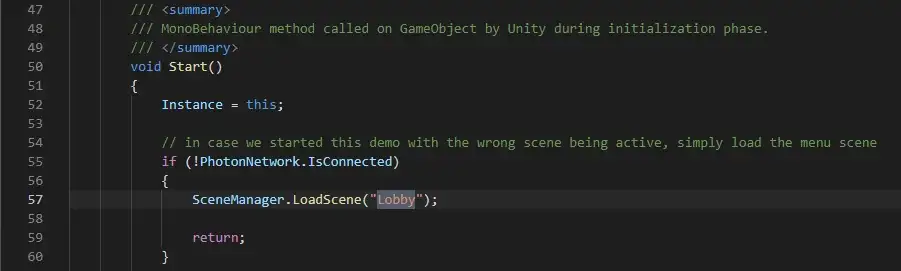 47 /// <summary>
48 /// MonoBehaviour method called on GameObject by Unity during initialization phase.
49 /// </summary>
50 void Start()
51 {
52 Instance = this;
53
54 // in case we started this demo with the wrong scene being active, simply load the menu scene
55 if (!PhotonNetwork.IsConnected)
56 {
57 SceneManager.LoadScene("Lobby");
58
59 return;
60 }